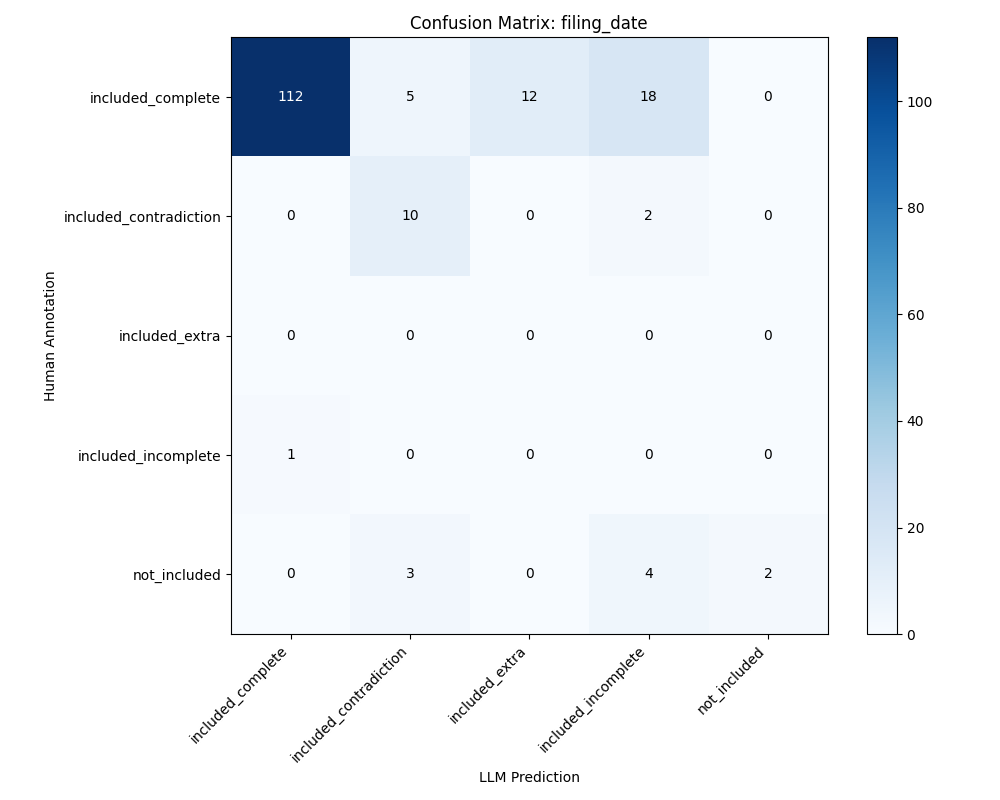 Confusion Matrix: filing_date
included_complete 112 5 12 18 0
included_contradiction 0 10 0 2 0
included_extra 0 0 0 0 0
included_incomplete 1 0 0 0 0
not_included 0 3 0 4 2
Human Annotation
included_complete
included_contradiction
included_extra
included_incomplete
not_included
LLM Prediction
100
80
60
40
20
0